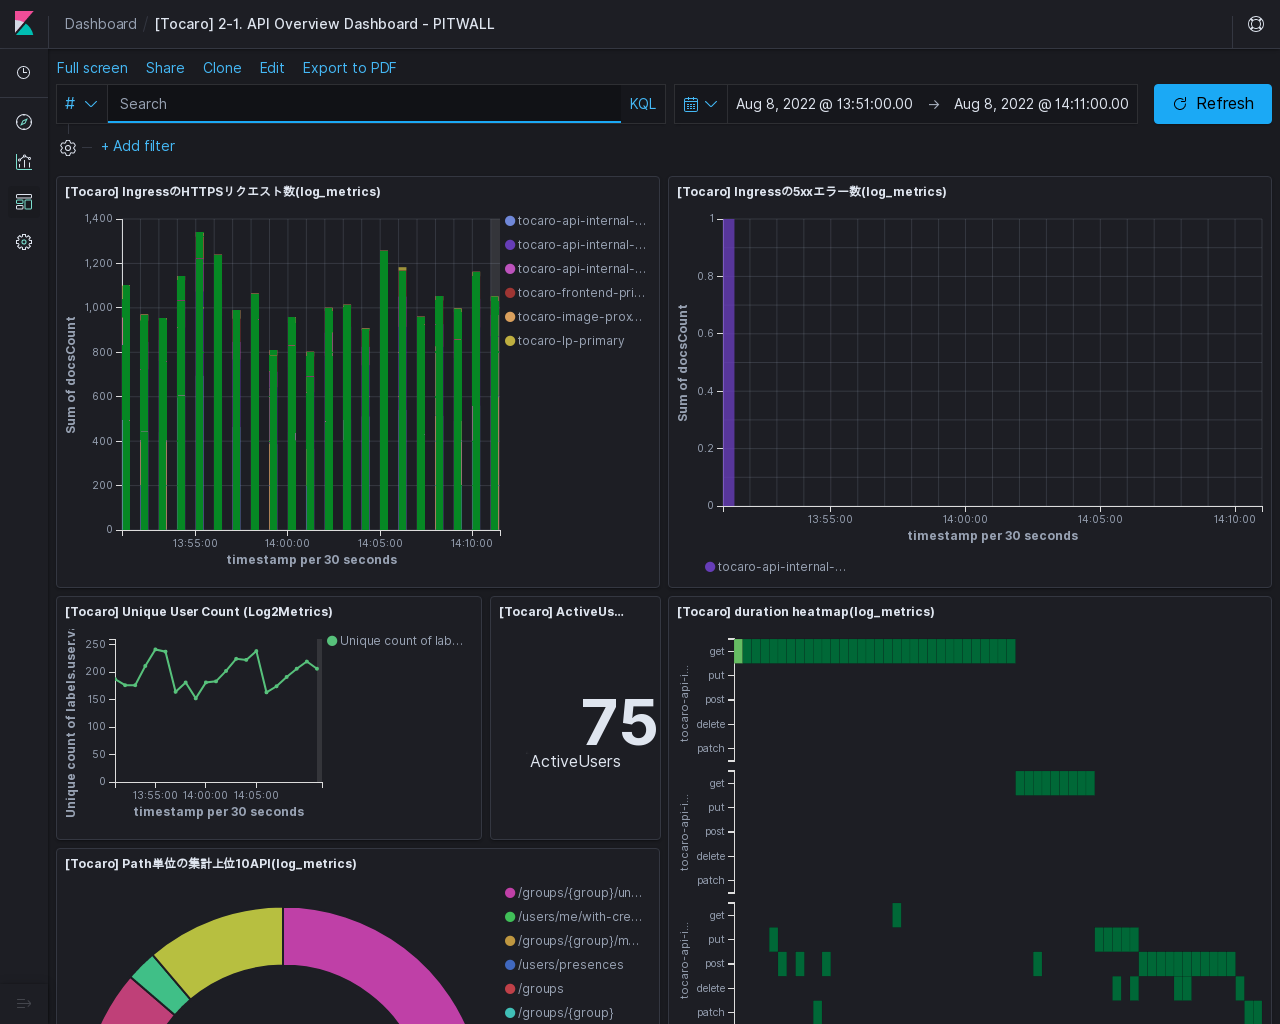 Dashboard / [Tocaro] 2-1. API Overview Dashboard - PITWALL
Full screen Share Clone Edit Export to PDF
# Search KQL Aug 8, 2022 @ 13:51:00.00 → Aug 8, 2022 @ 14:11:00.00 Refresh
+ Add filter
[Tocaro] IngressのHTTPSリクエスト数(log_metrics)
Sum of docsCount
1,400
1,200
1,000
800
600
400
200
0
13:55:00 14:00:00 14:05:00 14:10:00
timestamp per 30 seconds
tocaro-api-internal-...
tocaro-api-internal-...
tocaro-api-internal-...
tocaro-frontend-pri...
tocaro-image-prox...
tocaro-lp-primary
[Tocaro] Ingressの5xxエラー数(log_metrics)
Sum of docsCount
1
0.8
0.6
0.4
0.2
0
13:55:00 14:00:00 14:05:00 14:10:00
timestamp per 30 seconds
tocaro-api-internal-...
[Tocaro] Unique User Count (Log2Metrics)
Unique count of labels.user.v
250
200
150
100
50
0
13:55:00 14:00:00 14:05:00
timestamp per 30 seconds
Unique count of lab...
[Tocaro] ActiveUs...
75
ActiveUsers
[Tocaro] duration heatmap(log_metrics)
tocaro-api-i...
get
put
post
delete
patch
tocaro-api-i...
get
put
post
delete
patch
tocaro-api-i...
get
put
post
delete
patch
[Tocaro] Path単位の集計上位10API(log_metrics)
/groups/{group}/un...
/users/me/with-cre...
/groups/{group}/m...
/users/presences
/groups
/groups/{group}